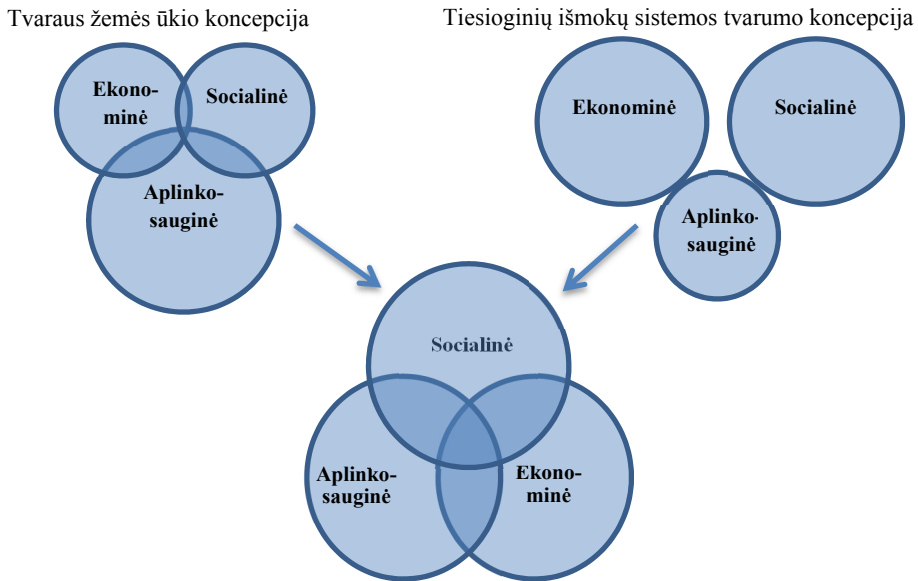 Tvaraus žemės ūkio koncepcija
Tiesioginių išmokų sistemos tvarumo koncepcija
Ekono-
minė
Socialinė
Aplinko-
sauginė
Ekonominė
Socialinė
Aplinko-
sauginė
Socialinė
Aplinko-
sauginė
Ekono-
minė